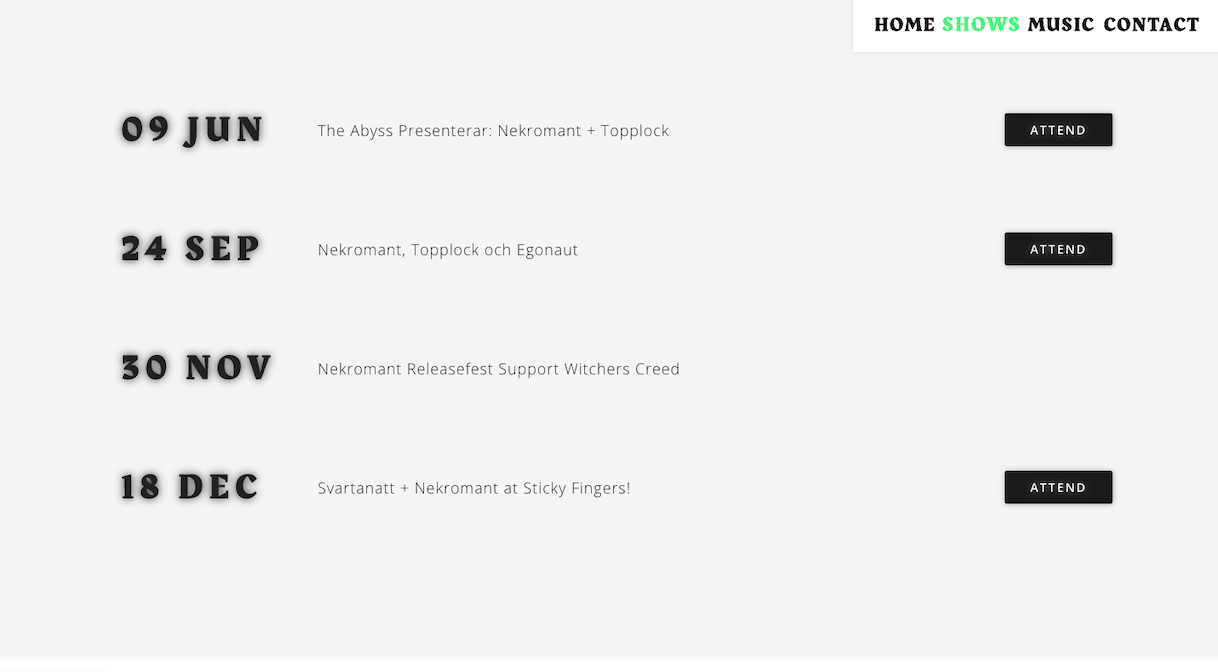 HOME SHOWS MUSIC CONTACT
09 JUN The Abyss Presenterar: Nekromant + Topplock ATTEND
24 SEP Nekromant, Topplock och Egonaut ATTEND
30 NOV Nekromant Releasefest Support Witchers Creed
18 DEC Svartanatt + Nekromant at Sticky Fingers! ATTEND